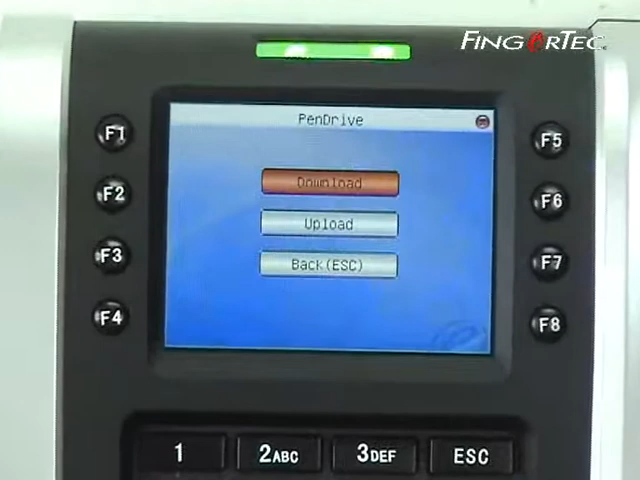 FINGERTEC
PenDrive
Download
Upload
Back(ESC)
F1
F2
F3
F4
F5
F6
F7
F8
1
2ABC
3DEF
ESC